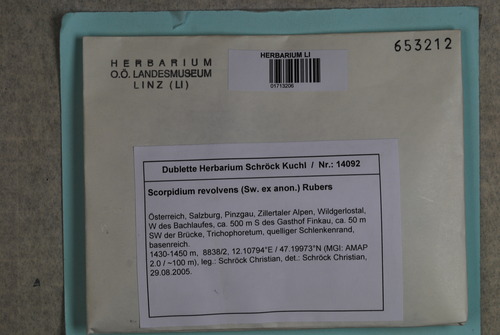 HERBARIUM
O.Ö. LANDESMUSEUM
LINZ (LI)
HERBARIUM LI
01713206
653212
Dublette Herbarium Schröck Kuchl / Nr.: 14092
Scorpidium revolvens (Sw. ex anon.) Rubers
Österreich, Salzburg, Pinzgau, Zillertaler Alpen, Wildgerlostal,
W des Bachlaufes, ca. 500 m S des Gasthof Finkau, ca. 50 m
SW der Brücke, Trichophoretum, quelliger Schlenkenrand,
basenreich.
1430-1450 m, 8838/2, 12.10794°E / 47.19973°N (MGI: AMAP
2.0 / ~100 m), leg.: Schröck Christian, det.: Schröck Christian,
29.08.2005.